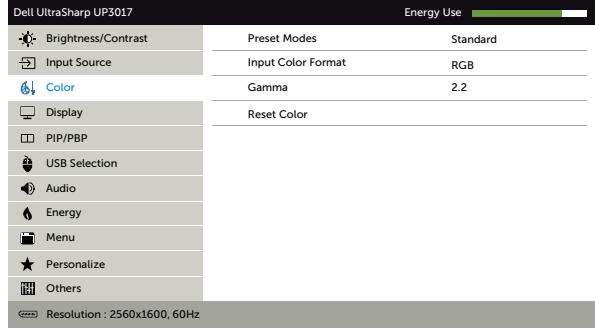 Dell UltraSharp UP3017 Energy Use
Brightness/Contrast Preset Modes Standard
Input Source Input Color Format RGB
Color Gamma 2.2
Display Reset Color
PIP/PBP
USB Selection
Audio
Energy
Menu
Personalize
Others
Resolution : 2560x1600, 60Hz